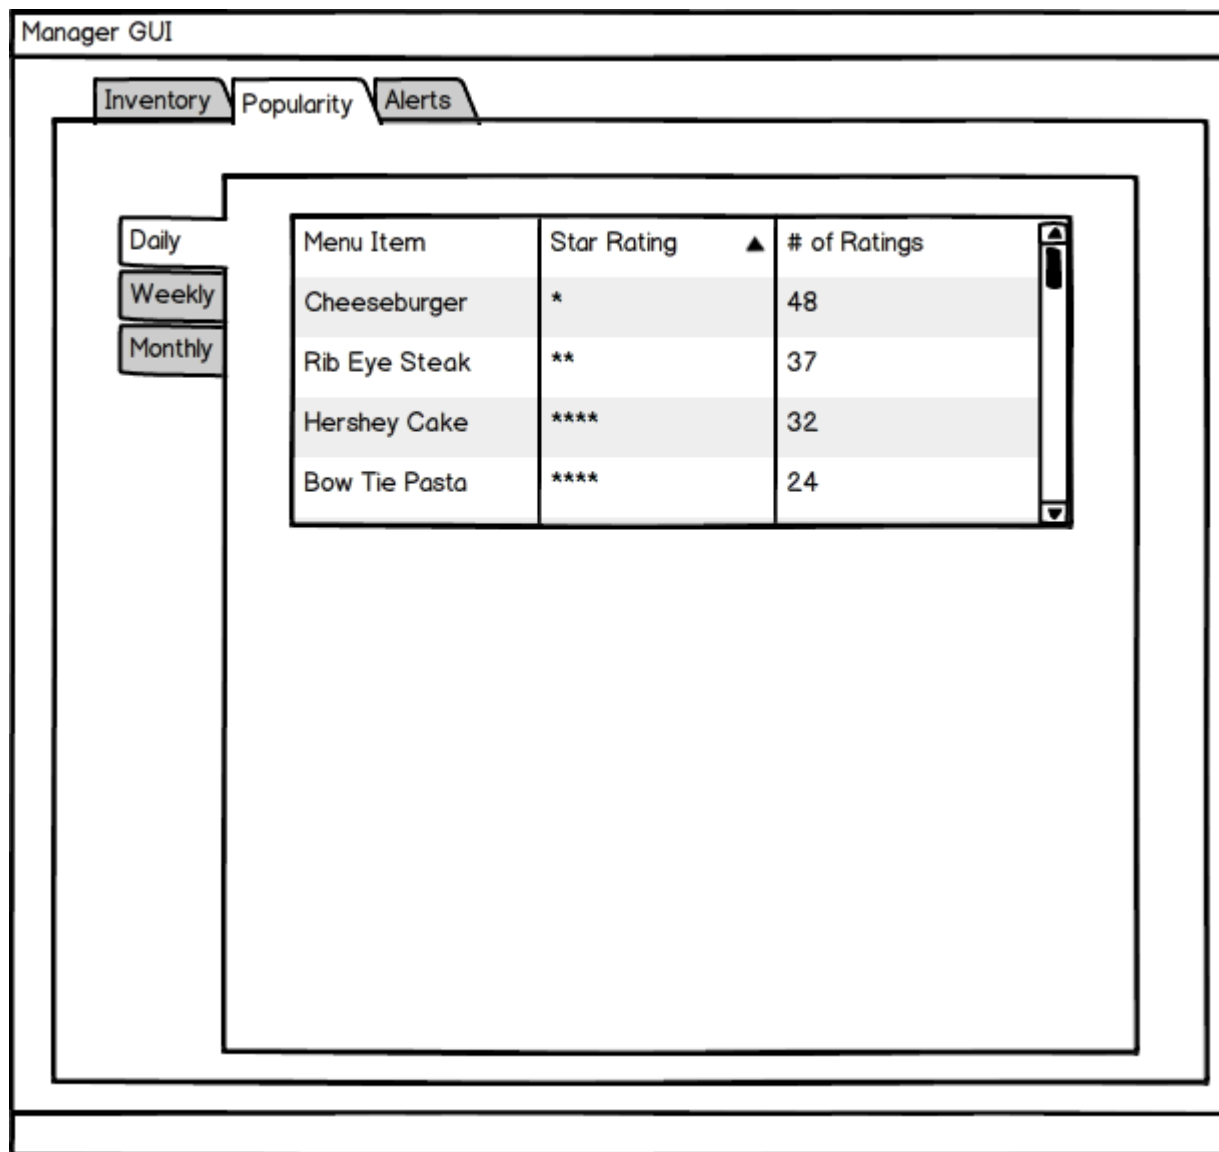 Manager GUI
Inventory Popularity Alerts
Daily
Weekly
Monthly
Menu Item Star Rating ▲ # of Ratings
Cheeseburger * 48
Rib Eye Steak ** 37
Hershey Cake **** 32
Bow Tie Pasta **** 24